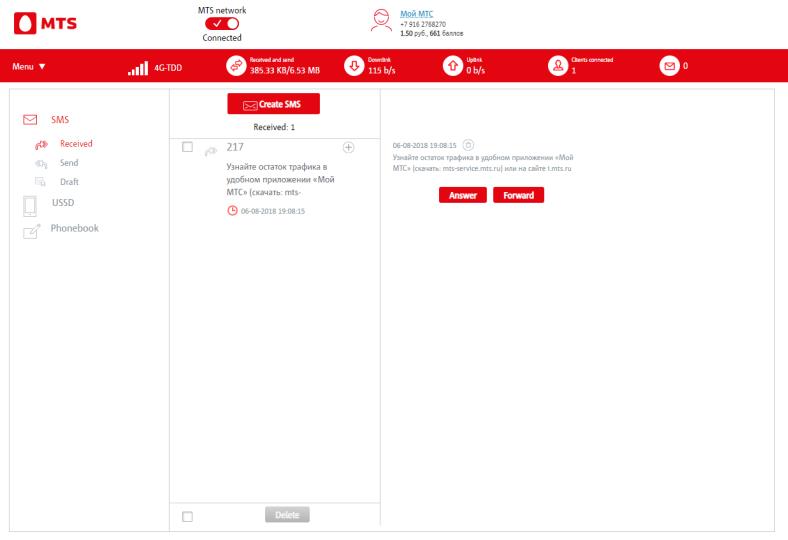 MTS
MTS network
Connected
Мой МТС
+7 916 2768270
1.50 руб., 661 баллов
Menu ▼
4G-TDD
Received and send
385.33 KB/6.53 MB
Downlink
115 b/s
Uplink
0 b/s
Clients connected
1
0
SMS
Received
Send
Draft
USSD
Phonebook
Create SMS
Received: 1
217
Узнайте остаток трафика в
удобном приложении «Мой
МТС» (скачать: mts-
06-08-2018 19:08:15
Delete
06-08-2018 19:08:15
Узнайте остаток трафика в удобном приложении «Мой
МТС» (скачать: mts-service.mts.ru) или на сайте i.mts.ru
Answer Forward